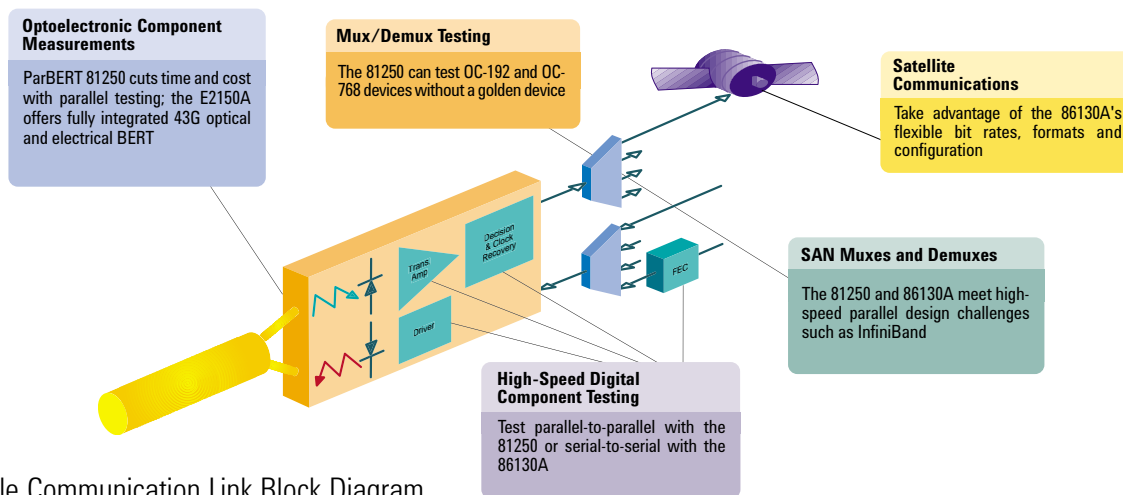 Optoelectronic Component
Measurements
ParBERT 81250 cuts time and cost
with parallel testing; the E2150A
offers fully integrated 43G optical
and electrical BERT
Mux/Demux Testing
The 81250 can test OC-192 and OC-
768 devices without a golden device
Satellite
Communications
Take advantage of the 86130A's
flexible bit rates, formats and
configuration
Decision
& Clock
Recovery
Trans.
Amp
Driver
FEC
SAN Muxes and Demuxes
The 81250 and 86130A meet high-
speed parallel design challenges
such as InfiniBand
High-Speed Digital
Component Testing
Test parallel-to-parallel with the
81250 or serial-to-serial with the
86130A
Communication Link Block Diagram